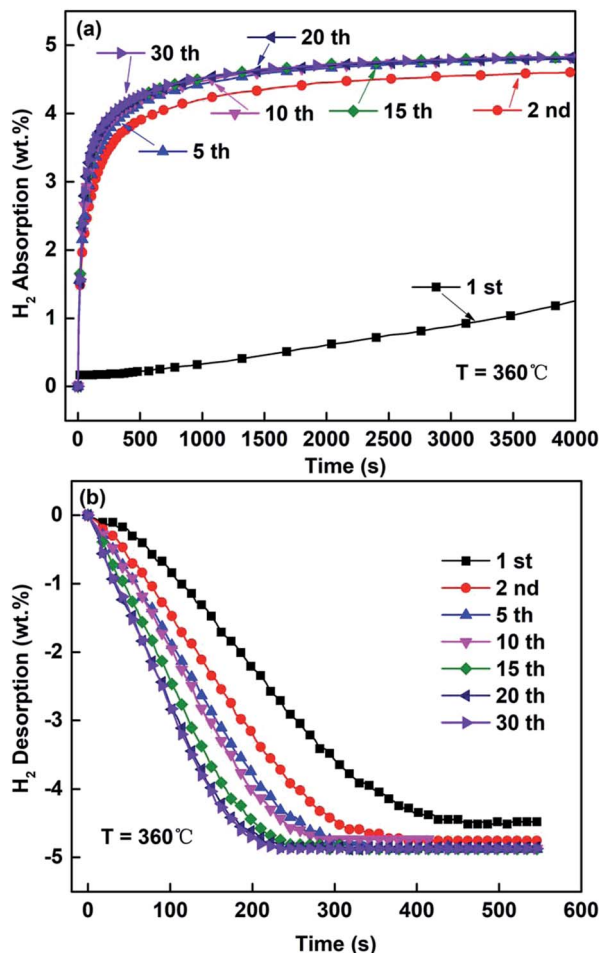 (a)
5
30 th
20 th
4
10 th
15 th
2 nd
5 th
3
2
1 st
1
0
T = 360℃
H₂ Absorption (wt.%)
0 500 1000 1500 2000 2500 3000 3500 4000
Time (s)
(b)
0
1 st
2 nd
5 th
10 th
15 th
20 th
30 th
-1
-2
-3
-4
-5
T = 360℃
H₂ Desorption (wt.%)
0 100 200 300 400 500 600
Time (s)